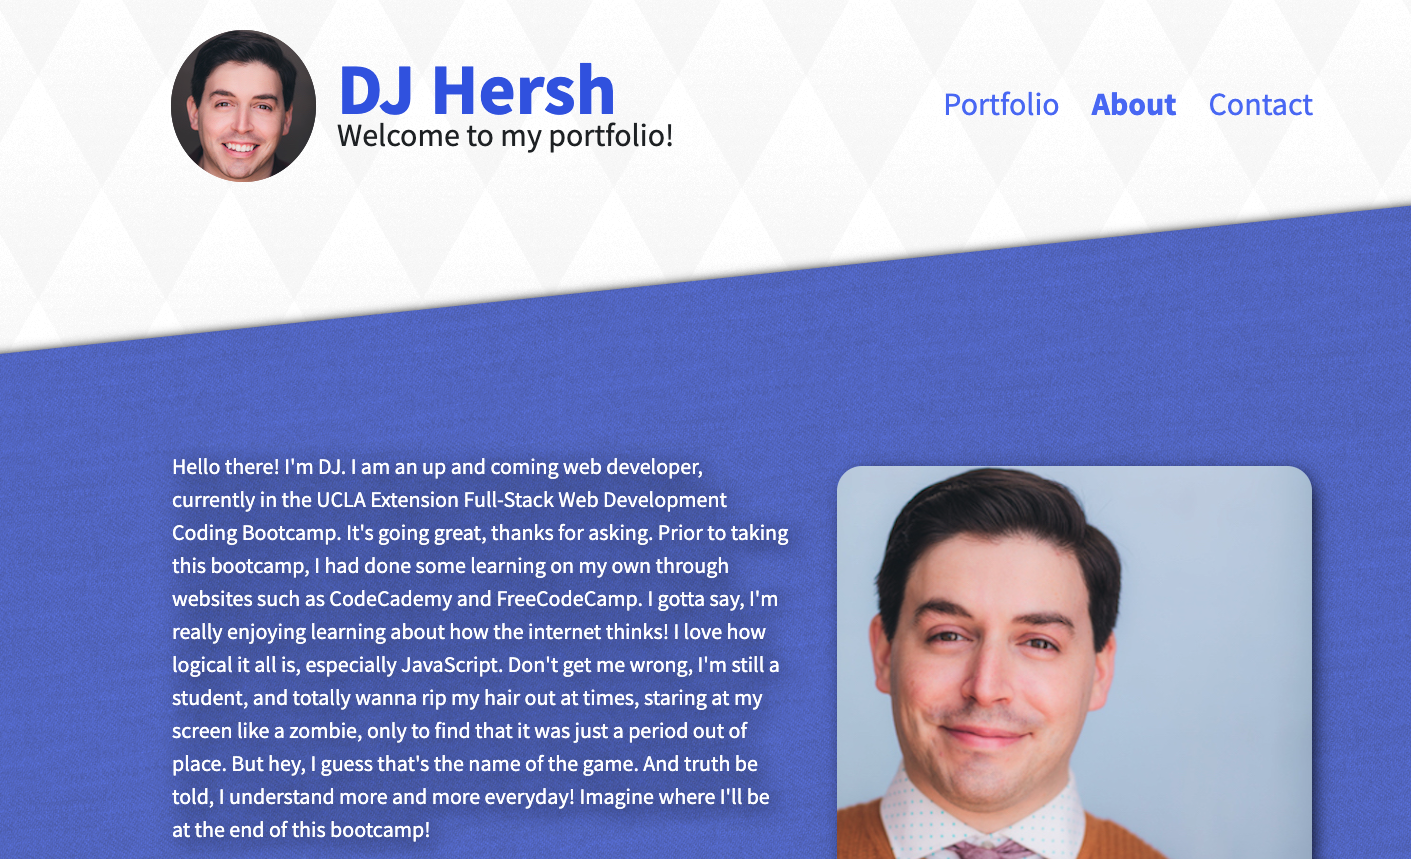 DJ Hersh
Welcome to my portfolio!
Portfolio About Contact
Hello there! I'm DJ. I am an up and coming web developer,
currently in the UCLA Extension Full-Stack Web Development
Coding Bootcamp. It's going great, thanks for asking. Prior to taking
this bootcamp, I had done some learning on my own through
websites such as CodeCademy and FreeCodeCamp. I gotta say, I'm
really enjoying learning about how the internet thinks! I love how
logical it all is, especially JavaScript. Don't get me wrong, I'm still a
student, and totally wanna rip my hair out at times, staring at my
screen like a zombie, only to find that it was just a period out of
place. But hey, I guess that's the name of the game. And truth be
told, I understand more and more everyday! Imagine where I'll be
at the end of this bootcamp!